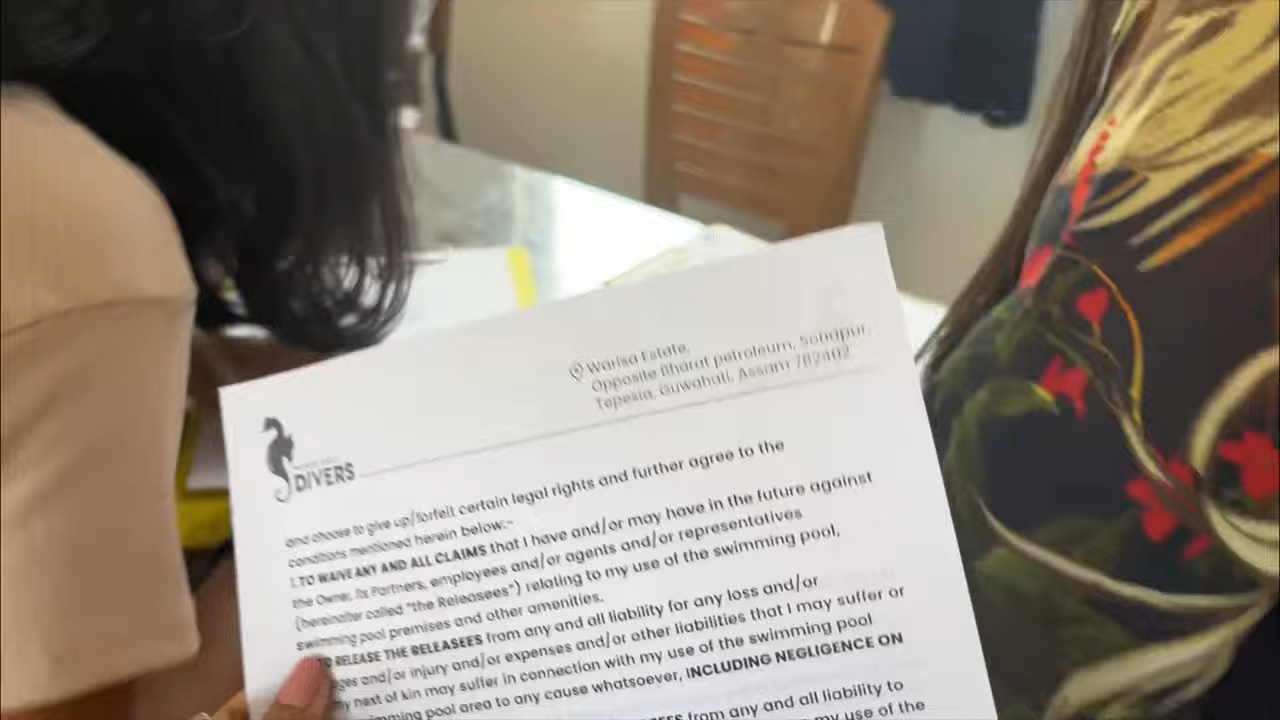 Warisa Estate,
Opposite Bharat petroleum, Sonapur,
Tepesia, Guwahati, Assam 782402
DIVERS
and choose to give up/forfeit certain legal rights and further agree to the
conditions mentioned herein below:-
1. TO WAIVE ANY AND ALL CLAIMS that I have and/or may have in the future against
the Owner, its Partners, employees and/or agents and/or representatives
(hereinafter called "the Releasees") relating to my use of the swimming pool,
swimming pool premises and other amenities.
TO RELEASE THE RELEASEES from any and all liability for any loss and/or
ges and/or injury and/or expenses and/or other liabilities that I may suffer or
y next of kin may suffer in connection with my use of the swimming pool
mming pool area to any cause whatsoever, INCLUDING NEGLIGENCE ON
from any and all liability to
my use of the